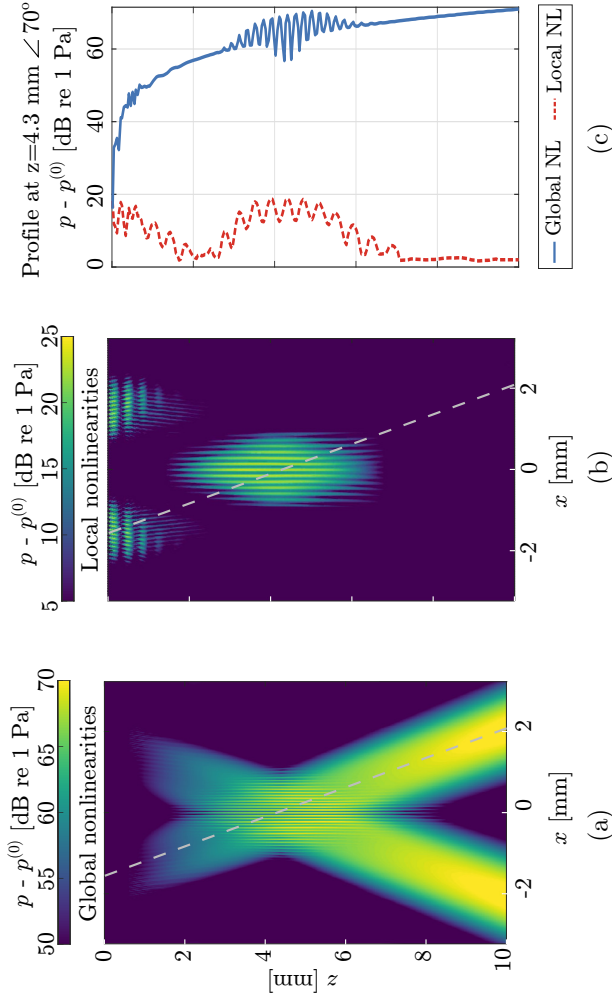 p - p(0) [dB re 1 Pa]
50 55 60 65 70
Global nonlinearities
0
2
4
6
8
10
z [mm]
-2 0 2
x [mm]
(a)
p - p(0) [dB re 1 Pa]
5 10 15 20 25
Local nonlinearities
-2 0 2
x [mm]
(b)
Profile at z=4.3 mm ∠70°
p - p(0) [dB re 1 Pa]
0 20 40 60
Global NL Local NL
(c)